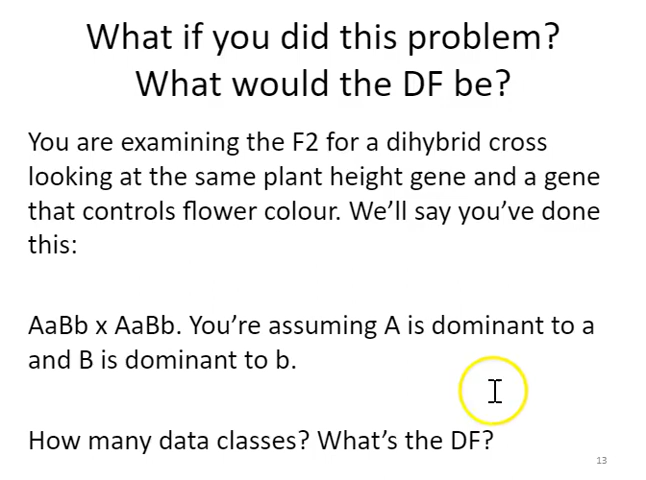 What if you did this problem?
What would the DF be?
You are examining the F2 for a dihybrid cross
looking at the same plant height gene and a gene
that controls flower colour. We’ll say you’ve done
this:
AaBb x AaBb. You’re assuming A is dominant to a
and B is dominant to b.
How many data classes? What’s the DF?
13